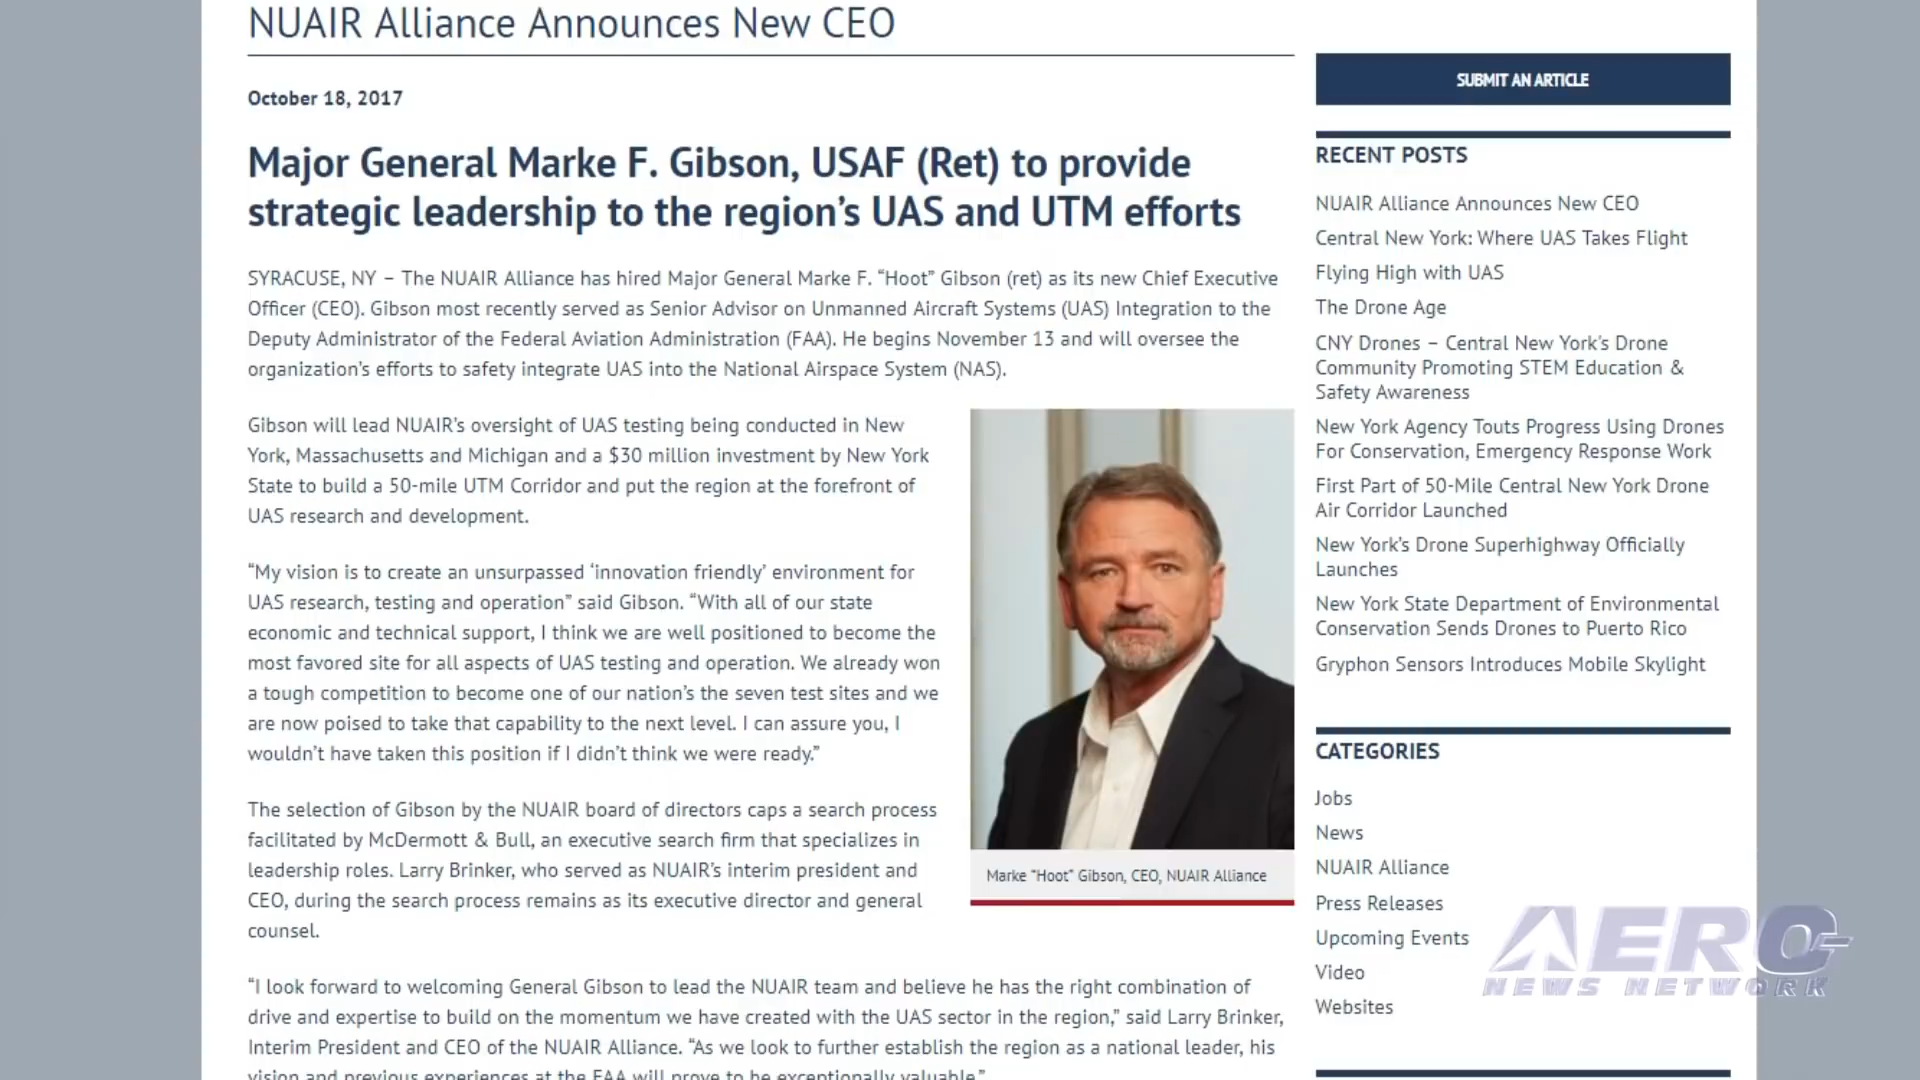 NUAIR Alliance Announces New CEO
October 18, 2017
Major General Marke F. Gibson, USAF (Ret) to provide
strategic leadership to the region’s UAS and UTM efforts
SYRACUSE, NY – The NUAIR Alliance has hired Major General Marke F. “Hoot” Gibson (ret) as its new Chief Executive
Officer (CEO). Gibson most recently served as Senior Advisor on Unmanned Aircraft Systems (UAS) Integration to the
Deputy Administrator of the Federal Aviation Administration (FAA). He begins November 13 and will oversee the
organization’s efforts to safety integrate UAS into the National Airspace System (NAS).
Gibson will lead NUAIR’s oversight of UAS testing being conducted in New
York, Massachusetts and Michigan and a $30 million investment by New York
State to build a 50-mile UTM Corridor and put the region at the forefront of
UAS research and development.
“My vision is to create an unsurpassed ‘innovation friendly’ environment for
UAS research, testing and operation” said Gibson. “With all of our state
economic and technical support, I think we are well positioned to become the
most favored site for all aspects of UAS testing and operation. We already won
a tough competition to become one of our nation’s the seven test sites and we
are now poised to take that capability to the next level. I can assure you, I
wouldn’t have taken this position if I didn’t think we were ready.”
The selection of Gibson by the NUAIR board of directors caps a search process
facilitated by McDermott & Bull, an executive search firm that specializes in
leadership roles. Larry Brinker, who served as NUAIR’s interim president and
CEO, during the search process remains as its executive director and general
counsel.
Marke “Hoot” Gibson, CEO, NUAIR Alliance
“I look forward to welcoming General Gibson to lead the NUAIR team and believe he has the right combination of
drive and expertise to build on the momentum we have created with the UAS sector in the region,” said Larry Brinker,
Interim President and CEO of the NUAIR Alliance. “As we look to further establish the region as a national leader, his
vision and previous experiences at the FAA will prove to be exceptionally valuable.”
SUBMIT AN ARTICLE
RECENT POSTS
NUAIR Alliance Announces New CEO
Central New York: Where UAS Takes Flight
Flying High with UAS
The Drone Age
CNY Drones – Central New York’s Drone
Community Promoting STEM Education &
Safety Awareness
New York Agency Touts Progress Using Drones
For Conservation, Emergency Response Work
First Part of 50-Mile Central New York Drone
Air Corridor Launched
New York’s Drone Superhighway Officially
Launches
New York State Department of Environmental
Conservation Sends Drones to Puerto Rico
Gryphon Sensors Introduces Mobile Skylight
CATEGORIES
Jobs
News
NUAIR Alliance
Press Releases
Upcoming Events
Video
Websites
AERO
NEWS NETWORK